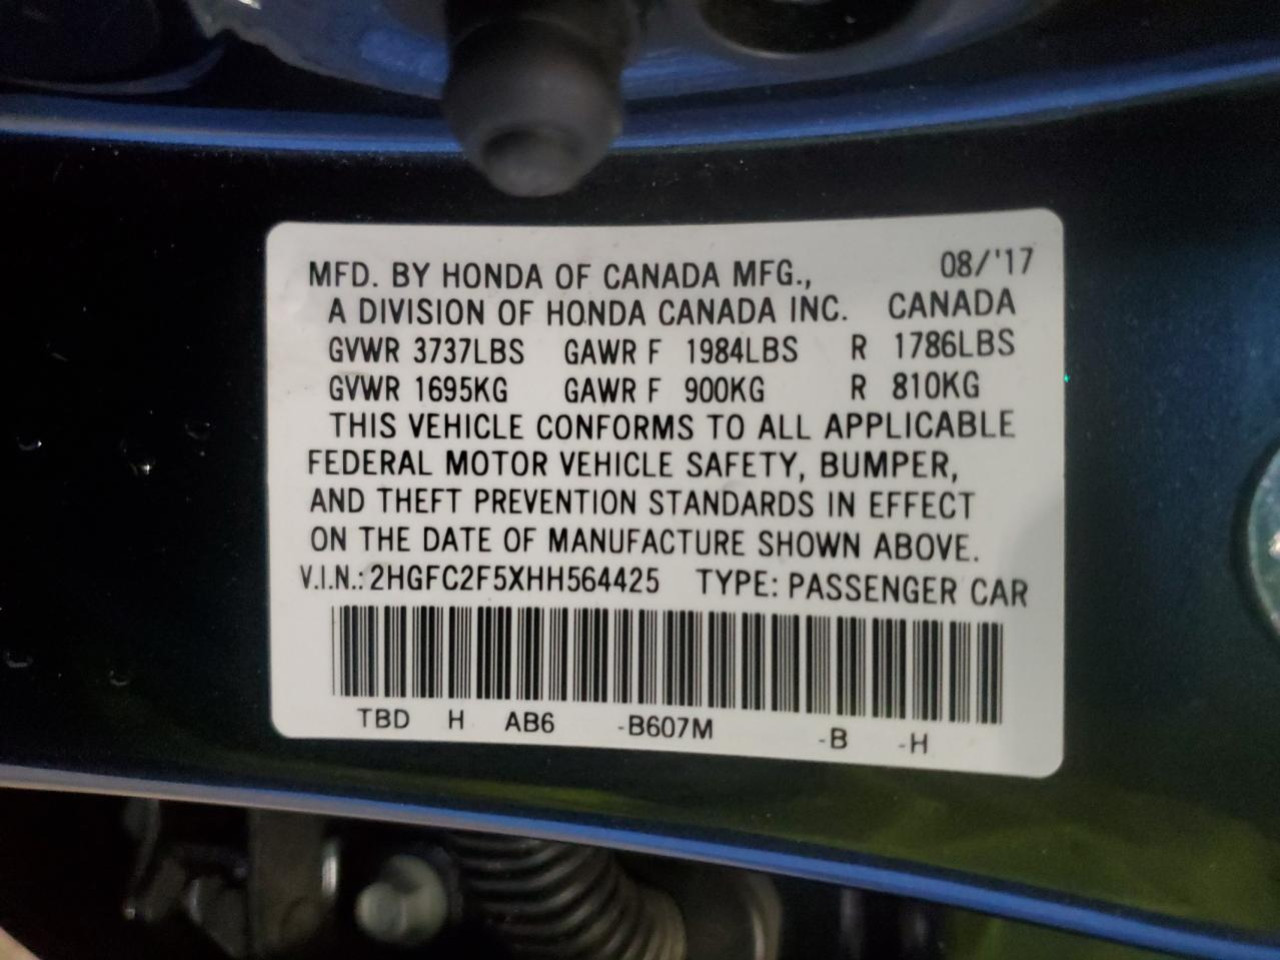 MFD. BY HONDA OF CANADA MFG., 08/'17
A DIVISION OF HONDA CANADA INC. CANADA
GVWR 3737LBS GAWR F 1984LBS R 1786LBS
GVWR 1695KG GAWR F 900KG R 810KG
THIS VEHICLE CONFORMS TO ALL APPLICABLE
FEDERAL MOTOR VEHICLE SAFETY, BUMPER,
AND THEFT PREVENTION STANDARDS IN EFFECT
ON THE DATE OF MANUFACTURE SHOWN ABOVE.
V.I.N.: 2HGFC2F5XHH564425 TYPE: PASSENGER CAR
TBD H AB6 -B607M -B -H